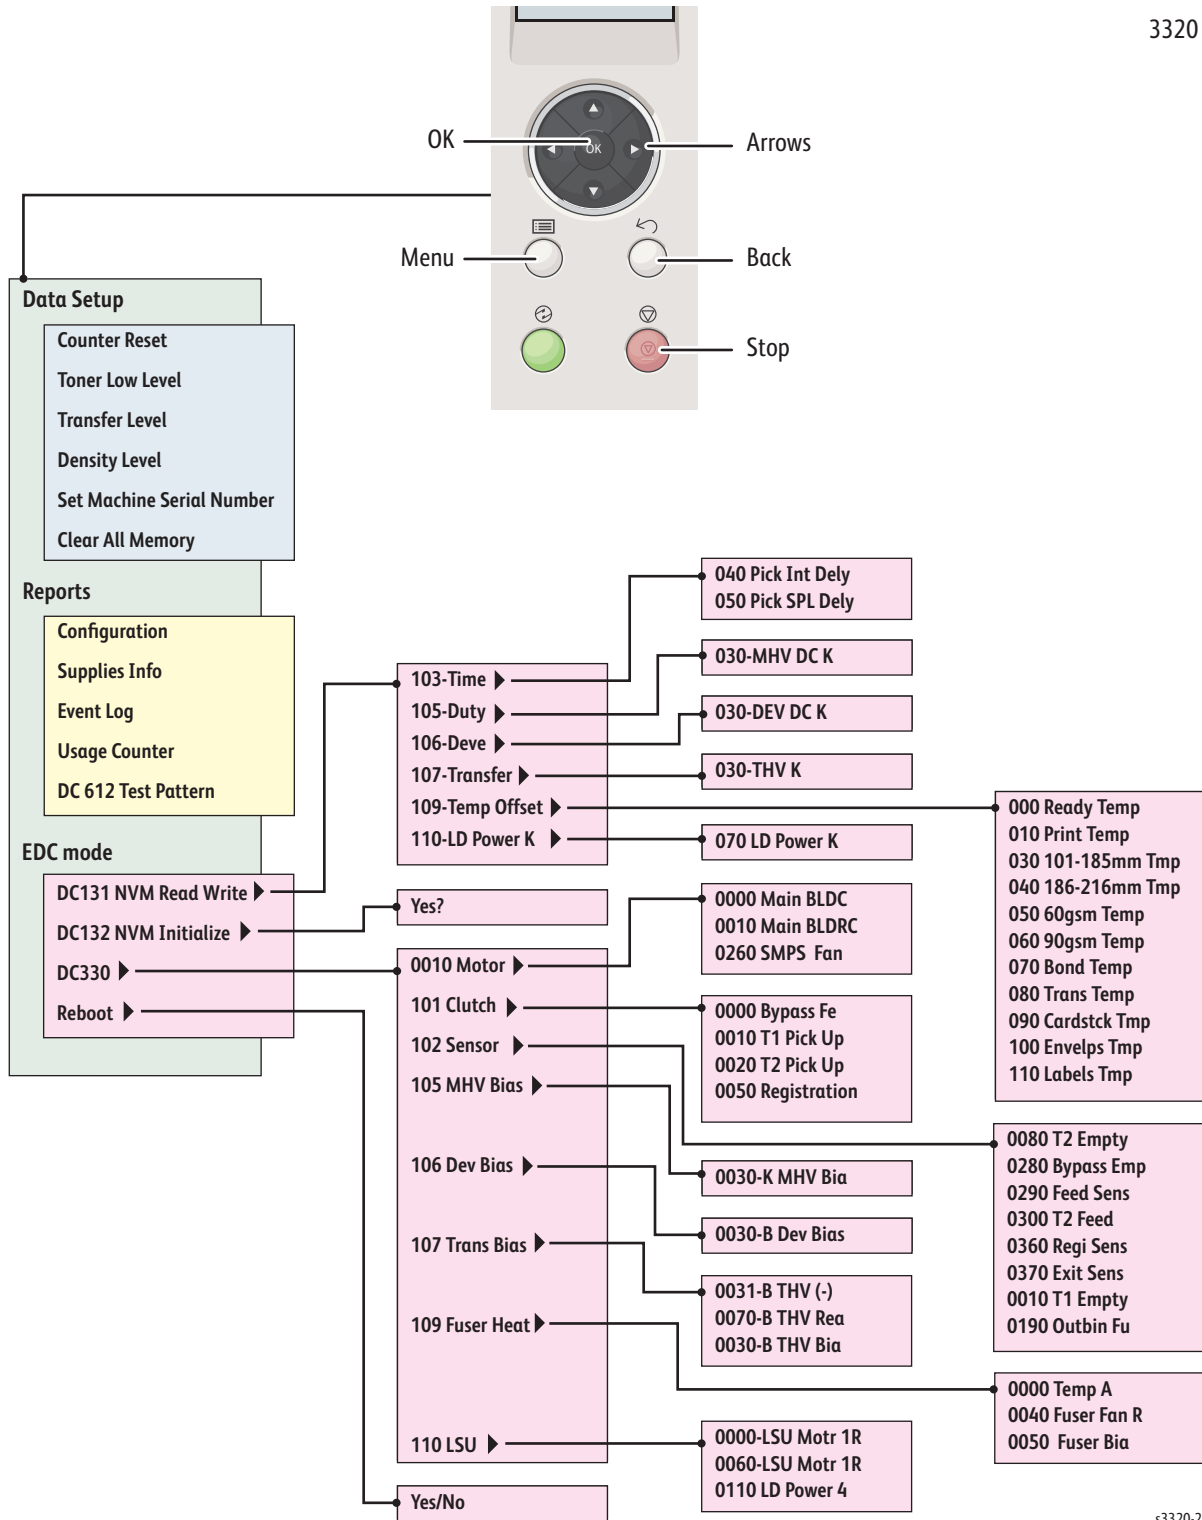 3320
OK
OK
Arrows
Menu
Back
Stop
Data Setup
Counter Reset
Toner Low Level
Transfer Level
Density Level
Set Machine Serial Number
Clear All Memory
Reports
Configuration
Supplies Info
Event Log
Usage Counter
DC 612 Test Pattern
EDC mode
DC131 NVM Read Write
DC132 NVM Initialize
DC330
Reboot
103-Time
105-Duty
106-Deve
107-Transfer
109-Temp Offset
110-LD Power K
Yes?
0010 Motor
101 Clutch
102 Sensor
105 MHV Bias
106 Dev Bias
107 Trans Bias
109 Fuser Heat
110 LSU
Yes/No
040 Pick Int Dely
050 Pick SPL Dely
030-MHV DC K
030-DEV DC K
030-THV K
070 LD Power K
0000 Main BLDC
0010 Main BLDRC
0260 SMPS Fan
0000 Bypass Fe
0010 T1 Pick Up
0020 T2 Pick Up
0050 Registration
0030-K MHV Bia
0030-B Dev Bias
0031-B THV (-)
0070-B THV Rea
0030-B THV Bia
0000-LSU Motr 1R
0060-LSU Motr 1R
0110 LD Power 4
000 Ready Temp
010 Print Temp
030 101-185mm Tmp
040 186-216mm Tmp
050 60gsm Temp
060 90gsm Temp
070 Bond Temp
080 Trans Temp
090 Cardstck Tmp
100 Envelps Tmp
110 Labels Tmp
0080 T2 Empty
0280 Bypass Emp
0290 Feed Sens
0300 T2 Feed
0360 Regi Sens
0370 Exit Sens
0010 T1 Empty
0190 Outbin Fu
0000 Temp A
0040 Fuser Fan R
0050 Fuser Bia